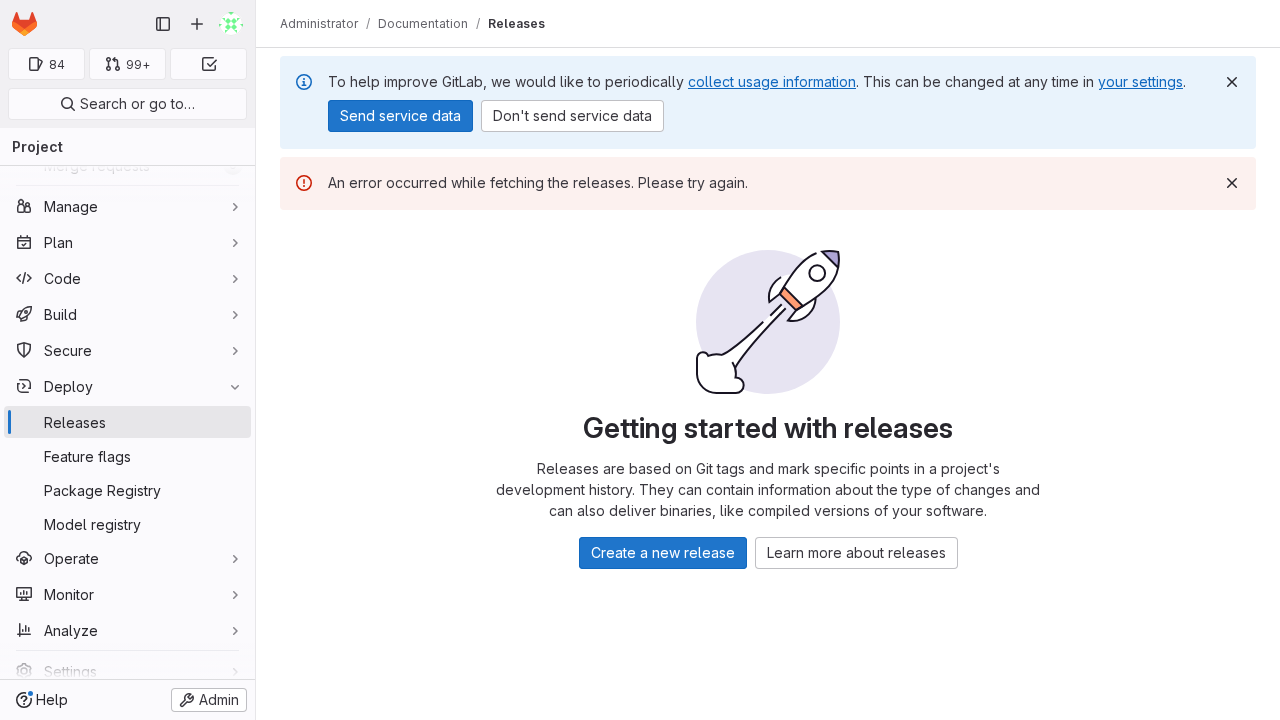 Administrator / Documentation / Releases
84
99+
Search or go to…
Project
Merge requests
Manage
Plan
Code
Build
Secure
Deploy
Releases
Feature flags
Package Registry
Model registry
Operate
Monitor
Analyze
Settings
Help
Admin
To help improve GitLab, we would like to periodically collect usage information. This can be changed at any time in your settings.
Send service data
Don't send service data
An error occurred while fetching the releases. Please try again.
Getting started with releases
Releases are based on Git tags and mark specific points in a project's
development history. They can contain information about the type of changes and
can also deliver binaries, like compiled versions of your software.
Create a new release
Learn more about releases